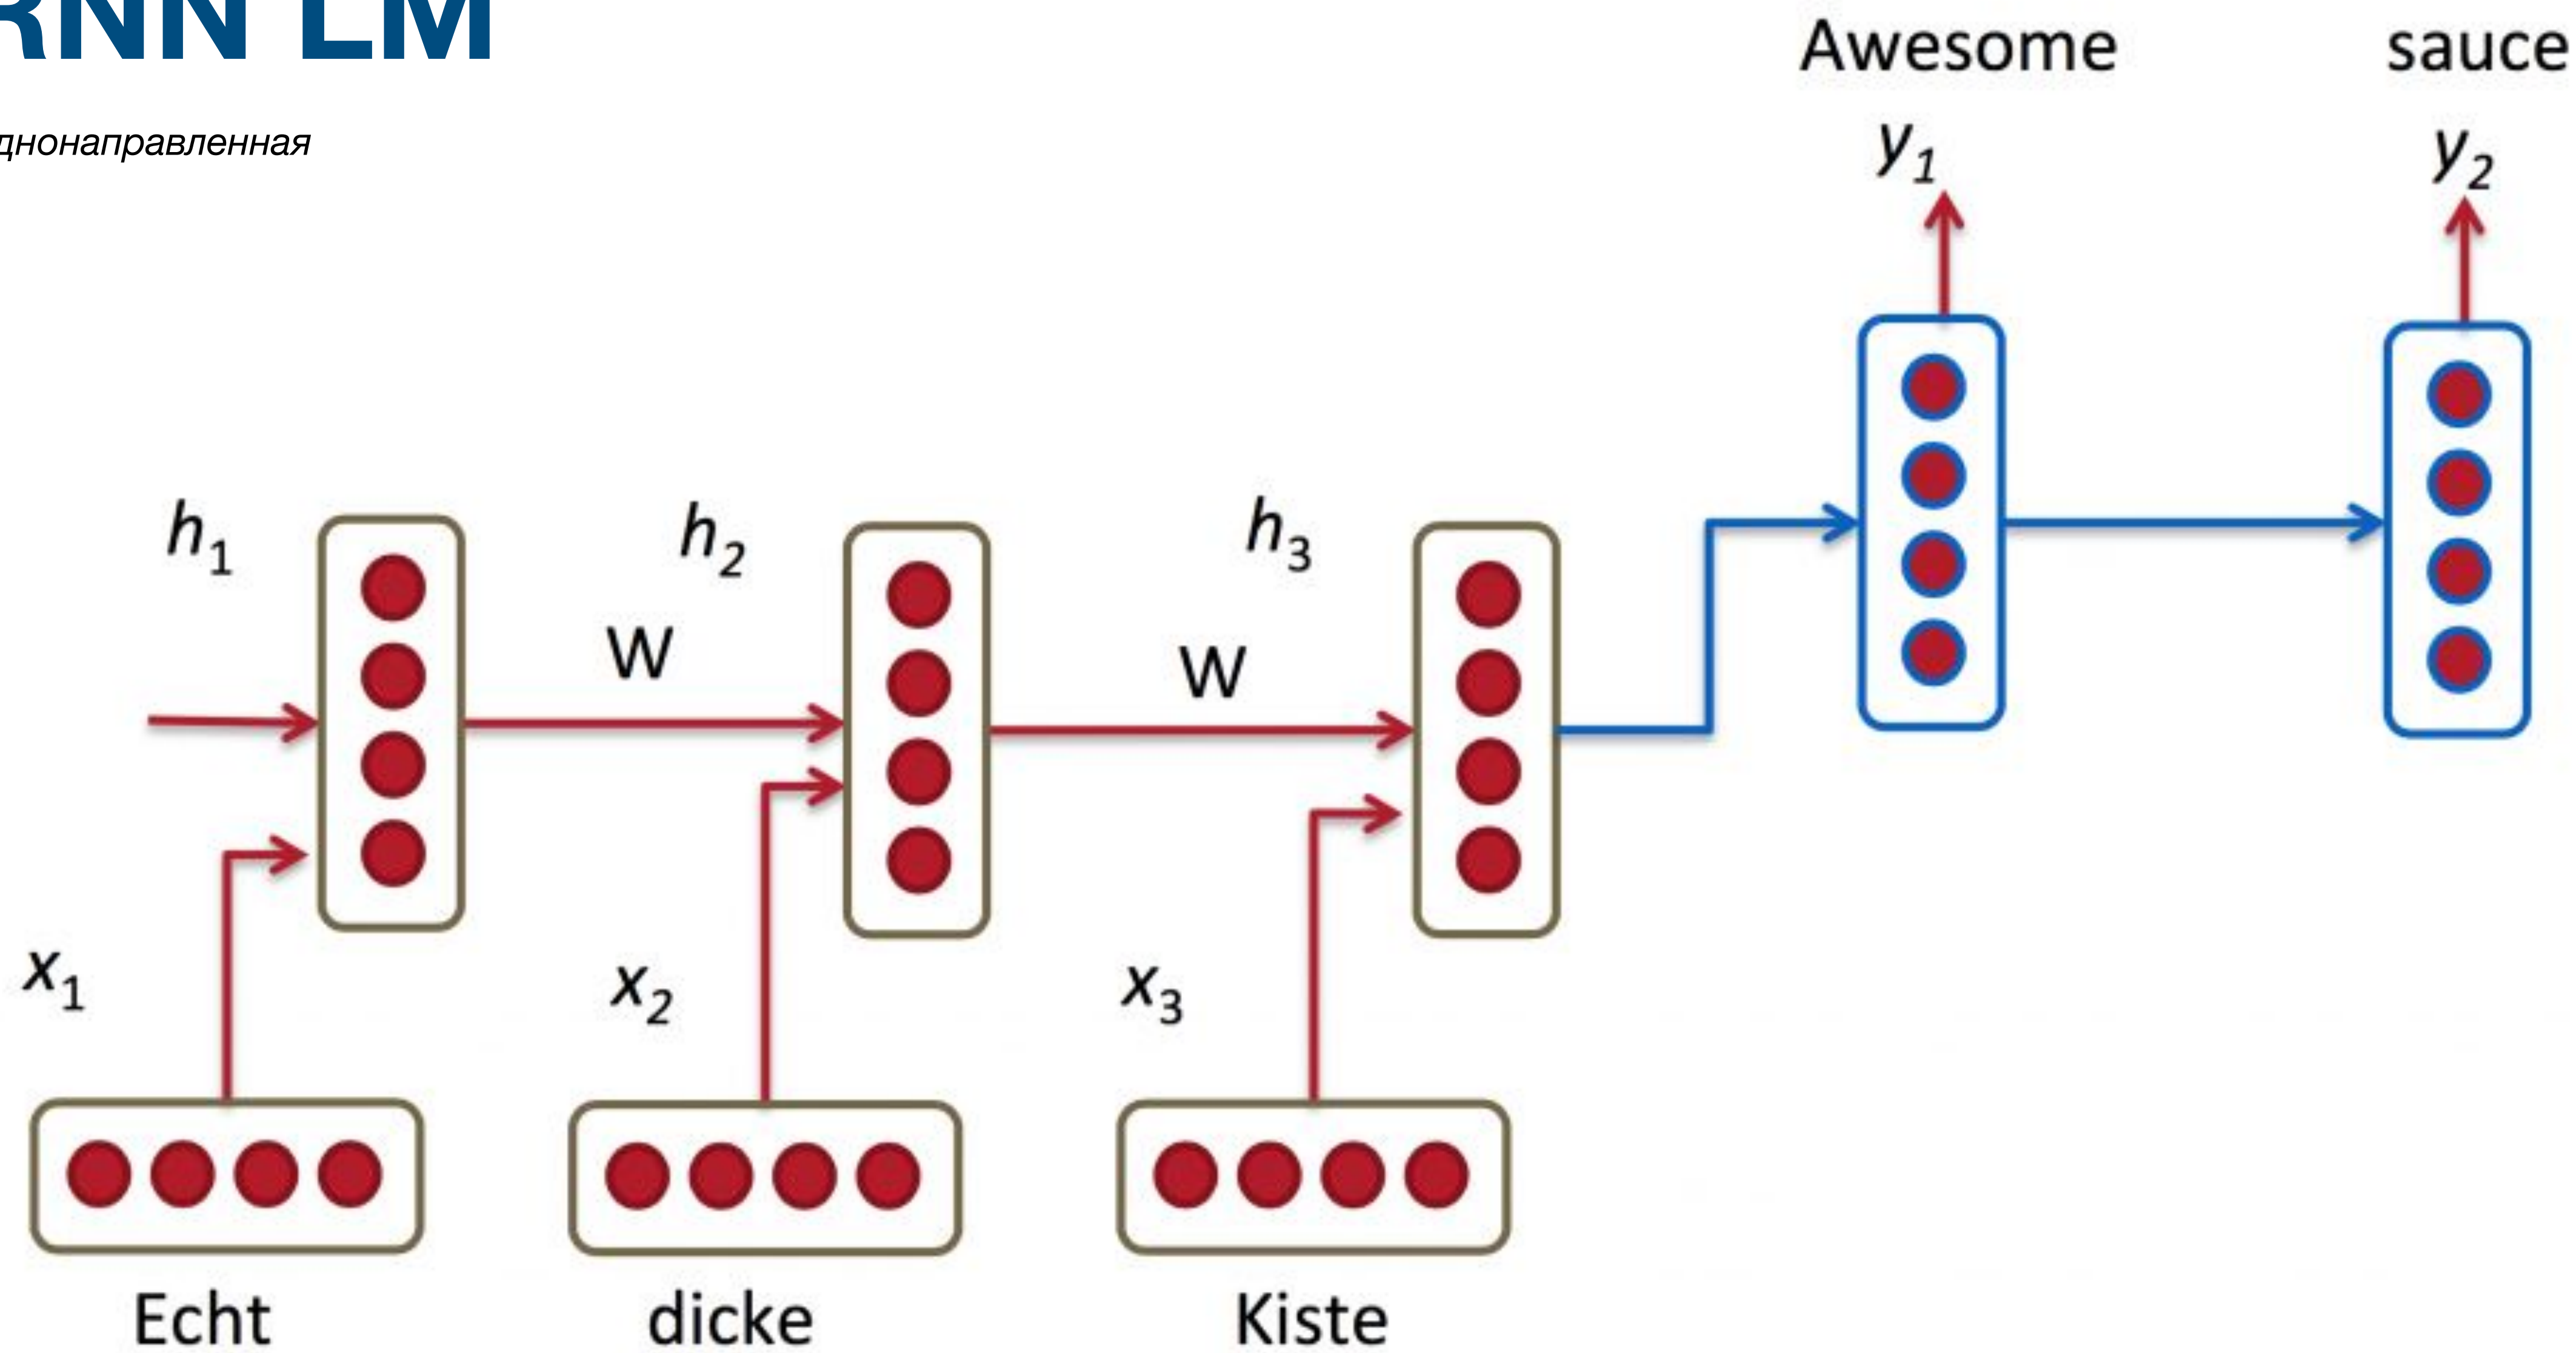 RNN LM
днонаправленная
Awesome sauce
y1 y2
h1 h2 h3
W W
x1 x2 x3
Echt dicke Kiste